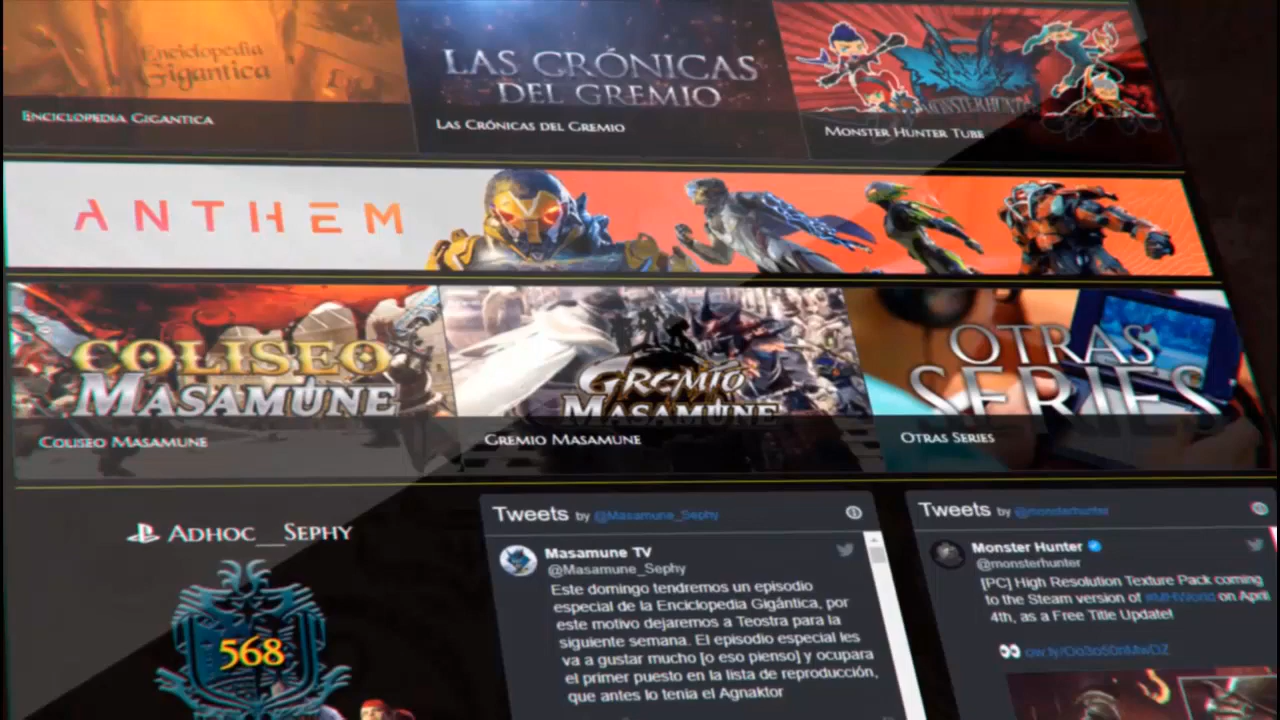 Enciclopedia
Gigantica
LAS CRÓNICAS
DEL GREMIO
MONSTERHUNTER
ENCICLOPEDIA GIGANTICA
LAS CRÓNICAS DEL GREMIO
MONSTER HUNTER TUBE
ANTHEM
COLISEO
MASAMUNE
GREMIO
MASAMUNE
OTRAS
SERIES
COLISEO MASAMUNE
GREMIO MASAMUNE
OTRAS SERIES
ADHOC__SEPHY
568
Tweets by @Masamune_Sephy
Masamune TV
@Masamune_Sephy
Este domingo tendremos un episodio
especial de la Enciclopedia Gigántica, por
este motivo dejaremos a Teostra para la
siguiente semana. El episodio especial les
va a gustar mucho [o eso pienso] y ocupara
el primer puesto en la lista de reproducción,
que antes lo tenia el Agnaktor
Tweets by @monsterhunter
Monster Hunter
@monsterhunter
[PC] High Resolution Texture Pack coming
to the Steam version of #MHWorld on April
4th, as a Free Title Update!
👀 ow.ly/Oo3o50nMwDZ